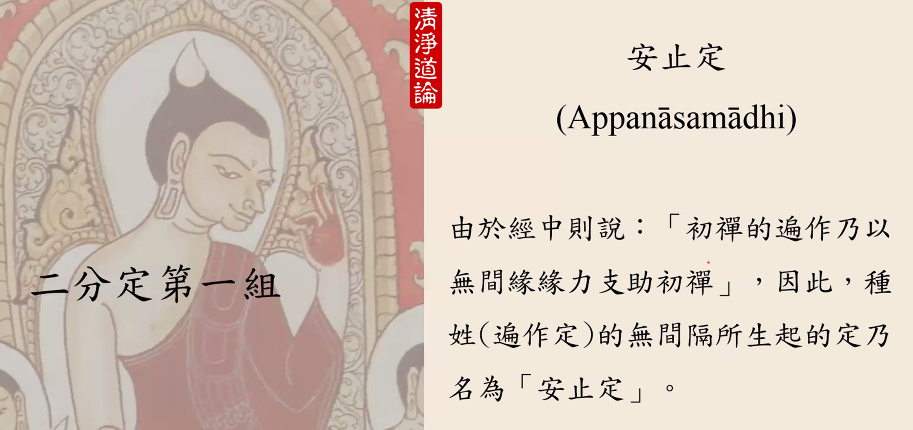 清淨道論
二分定第一組
安止定
(Appanāsamādhi)
由於經中則說：「初禪的遍作乃以
無間緣緣力支助初禪」，因此，種
姓(遍作定)的無間隔所生起的定乃
名為「安止定」。